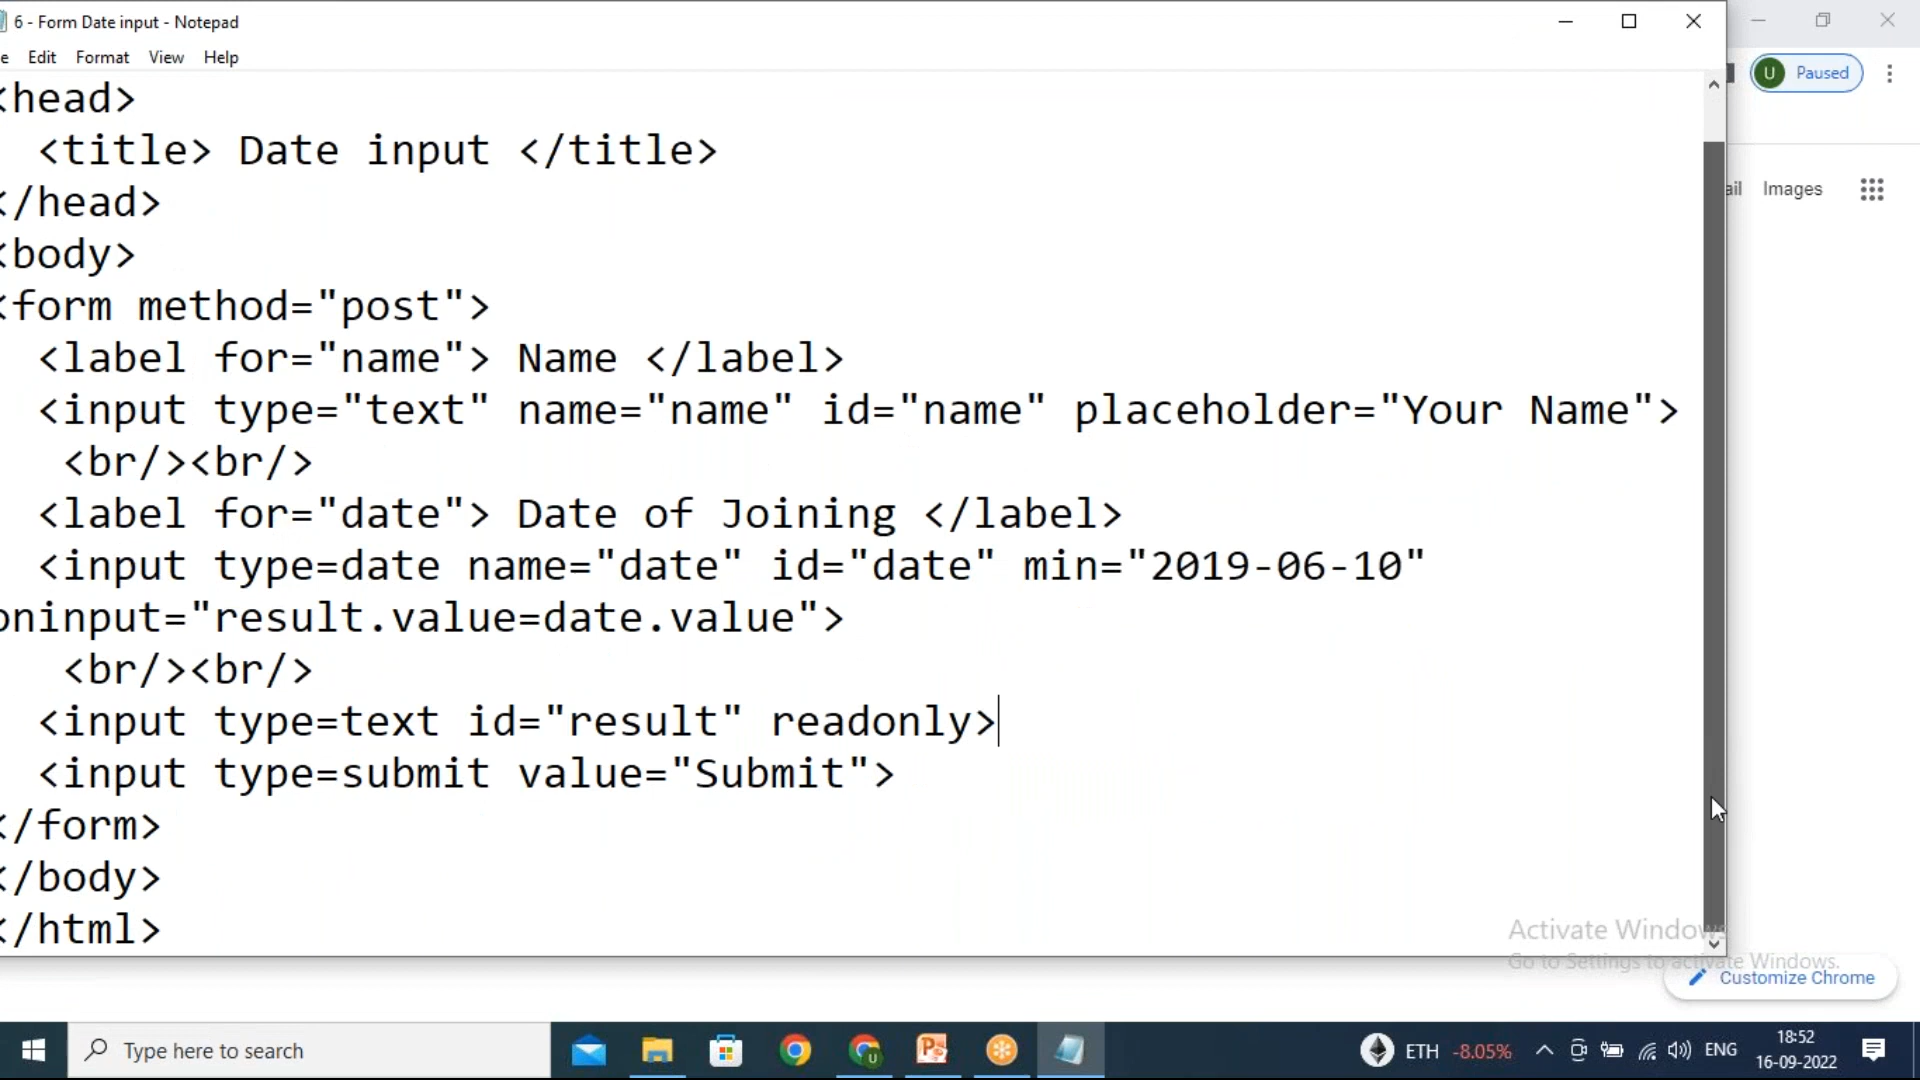 6 - Form Date input - Notepad
e Edit Format View Help
<head>
<title> Date input </title>
</head>
<body>
<form method="post">
<label for="name"> Name </label>
<input type="text" name="name" id="name" placeholder="Your Name">
<br/><br/>
<label for="date"> Date of Joining </label>
<input type=date name="date" id="date" min="2019-06-10"
oninput="result.value=date.value">
<br/><br/>
<input type=text id="result" readonly>
<input type=submit value="Submit">
</form>
</body>
</html>
U Paused
ail Images
Activate Windows
Go to Settings to activate Windows.
Customize Chrome
Type here to search
U
ETH -8.05%
ENG
18:52
16-09-2022